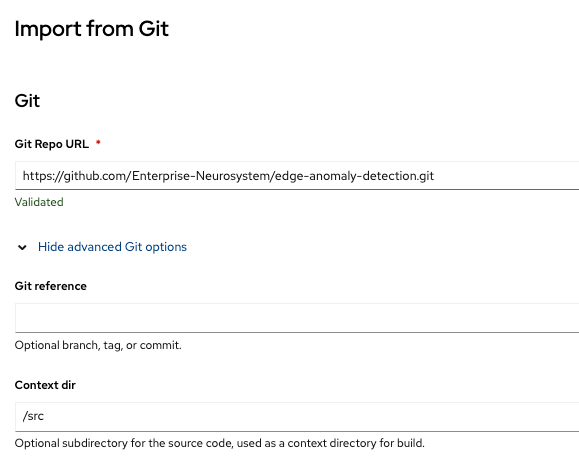 Import from Git
Git
Git Repo URL *
https://github.com/Enterprise-Neurosystem/edge-anomaly-detection.git
Validated
Hide advanced Git options
Git reference
Optional branch, tag, or commit.
Context dir
/src
Optional subdirectory for the source code, used as a context directory for build.